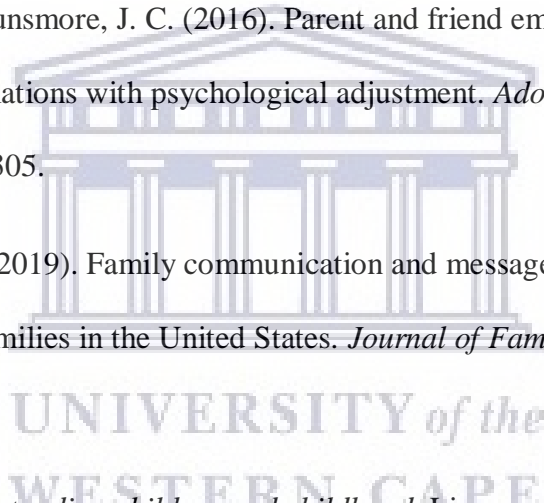 unsmore, J. C. (2016). Parent and friend em
ations with psychological adjustment. Ado
305.
2019). Family communication and message
milies in the United States. Journal of Fam
UNIVERSITY of the
WESTERN CAPE